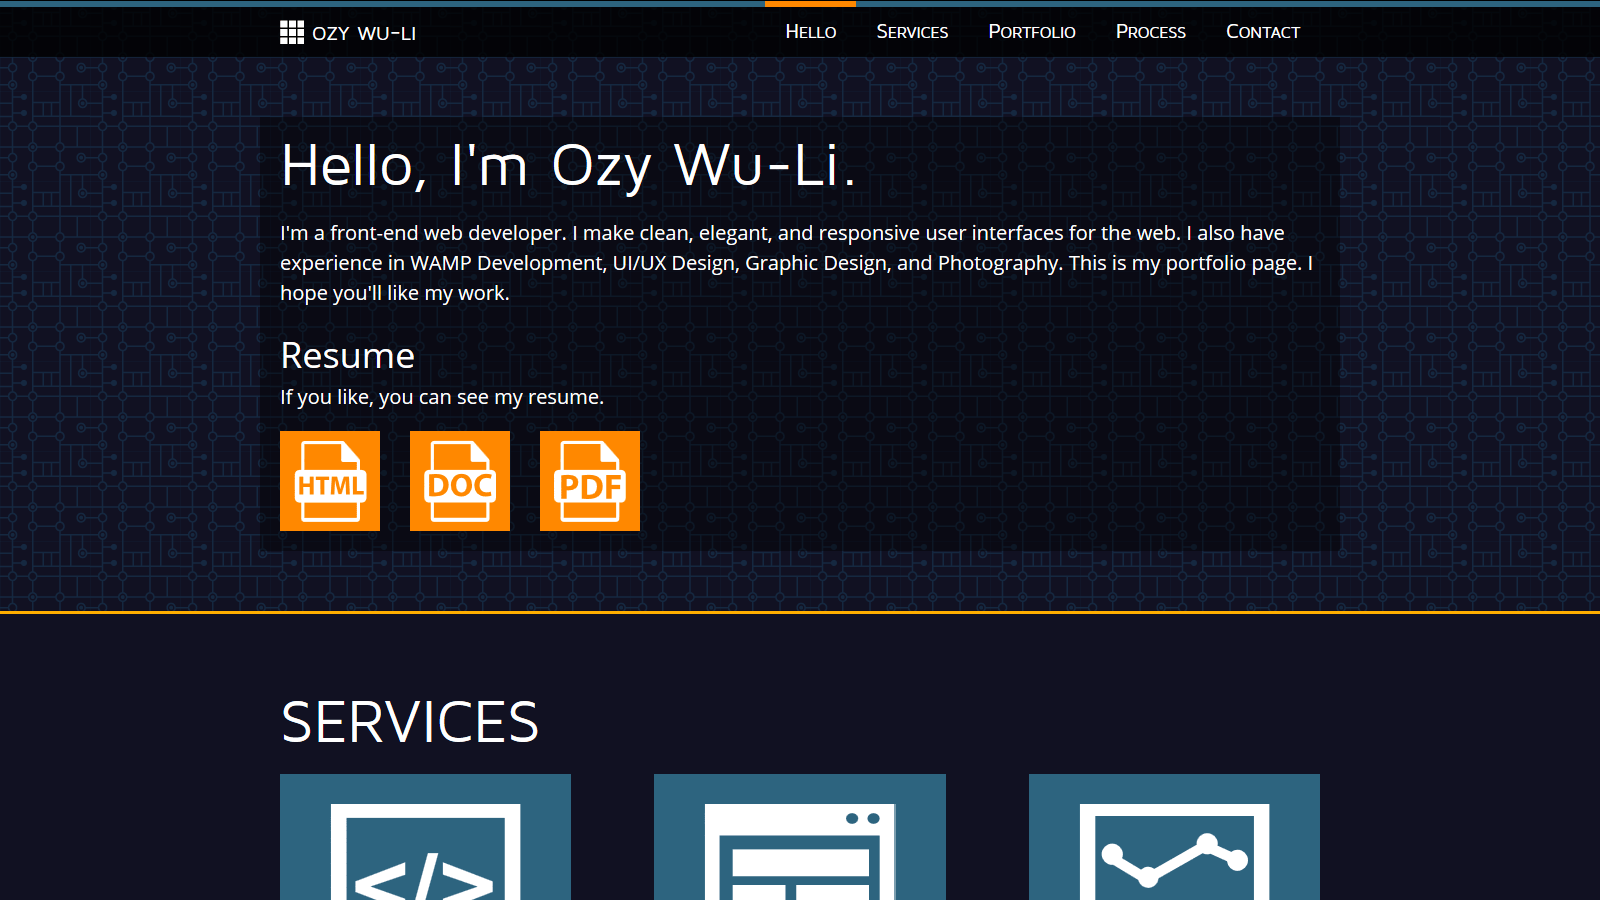 OZY WU-LI
Hello Services Portfolio Process Contact
Hello, I'm Ozy Wu-Li.
I'm a front-end web developer. I make clean, elegant, and responsive user interfaces for the web. I also have
experience in WAMP Development, UI/UX Design, Graphic Design, and Photography. This is my portfolio page. I
hope you'll like my work.
Resume
If you like, you can see my resume.
HTML DOC PDF
SERVICES
</>